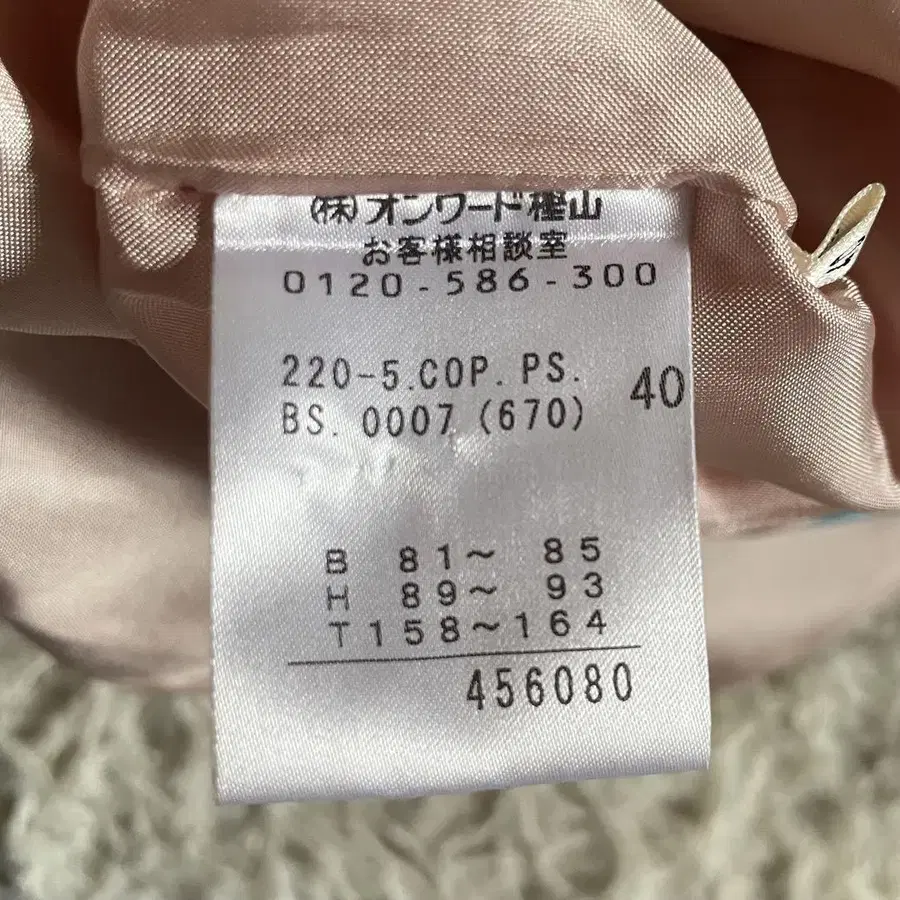 ㈱オンワード樫山
お客様相談室
0120-586-300
220-5.COP.PS.
BS. 0007 (670)
40
B 81~ 85
H 89~ 93
T158~164
456080